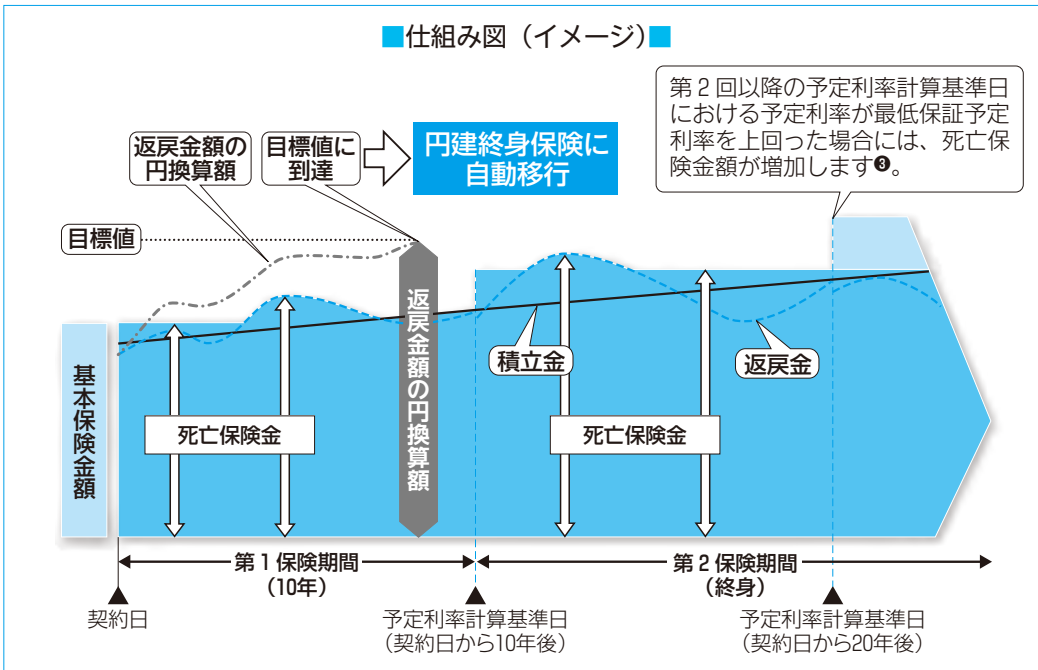 ■仕組み図（イメージ）■
第２回以降の予定利率計算基準日
における予定利率が最低保証予定
利率を上回った場合には、死亡保
険金額が増加します❸。
返戻金額の
円換算額
目標値に
到達
円建終身保険に
自動移行
目標値
基本保険金額
返戻金額の円換算額
積立金
返戻金
死亡保険金
死亡保険金
第１保険期間
（10年）
第２保険期間
（終身）
契約日
予定利率計算基準日
（契約日から10年後）
予定利率計算基準日
（契約日から20年後）